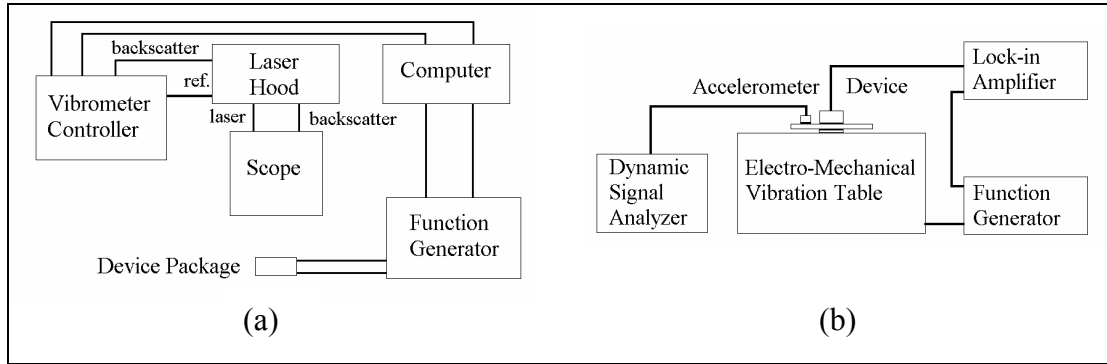 backscatter
Laser
Hood
Computer
ref.
Vibrometer
Controller
laser
backscatter
Scope
Function
Generator
Device Package
(a)
Lock-in
Amplifier
Accelerometer
Device
Dynamic
Signal
Analyzer
Electro-Mechanical
Vibration Table
Function
Generator
(b)